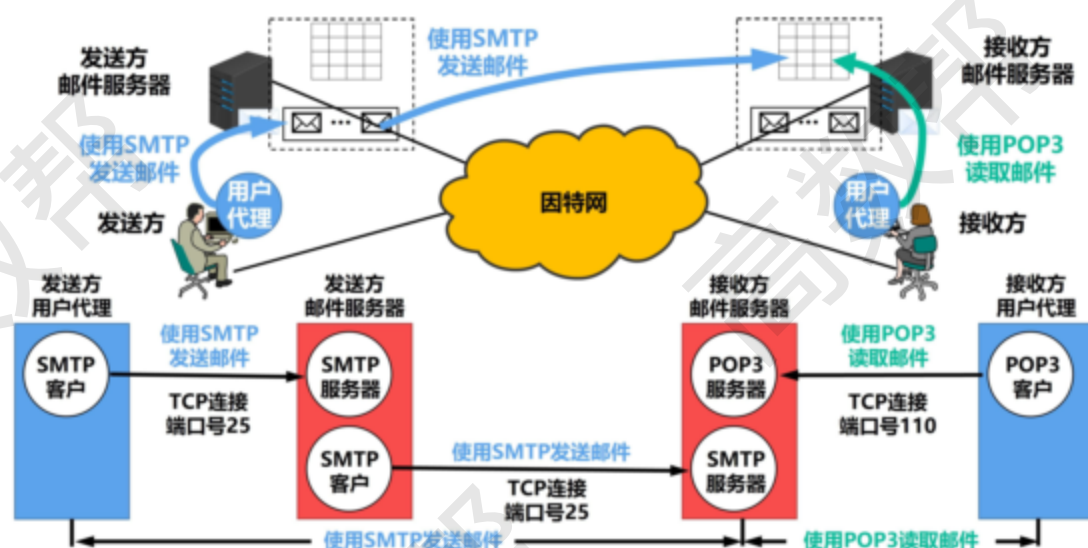 发送方
邮件服务器
使用SMTP
发送邮件
接收方
邮件服务器
使用SMTP
发送邮件
使用POP3
读取邮件
用户
代理
因特网
用户
代理
发送方
接收方
发送方
用户代理
发送方
邮件服务器
接收方
邮件服务器
接收方
用户代理
SMTP
客户
使用SMTP
发送邮件
TCP连接
端口号25
SMTP
服务器
POP3
服务器
使用POP3
读取邮件
TCP连接
端口号110
POP3
客户
SMTP
客户
使用SMTP发送邮件
TCP连接
端口号25
SMTP
服务器
使用SMTP发送邮件
使用POP3读取邮件
高数帮